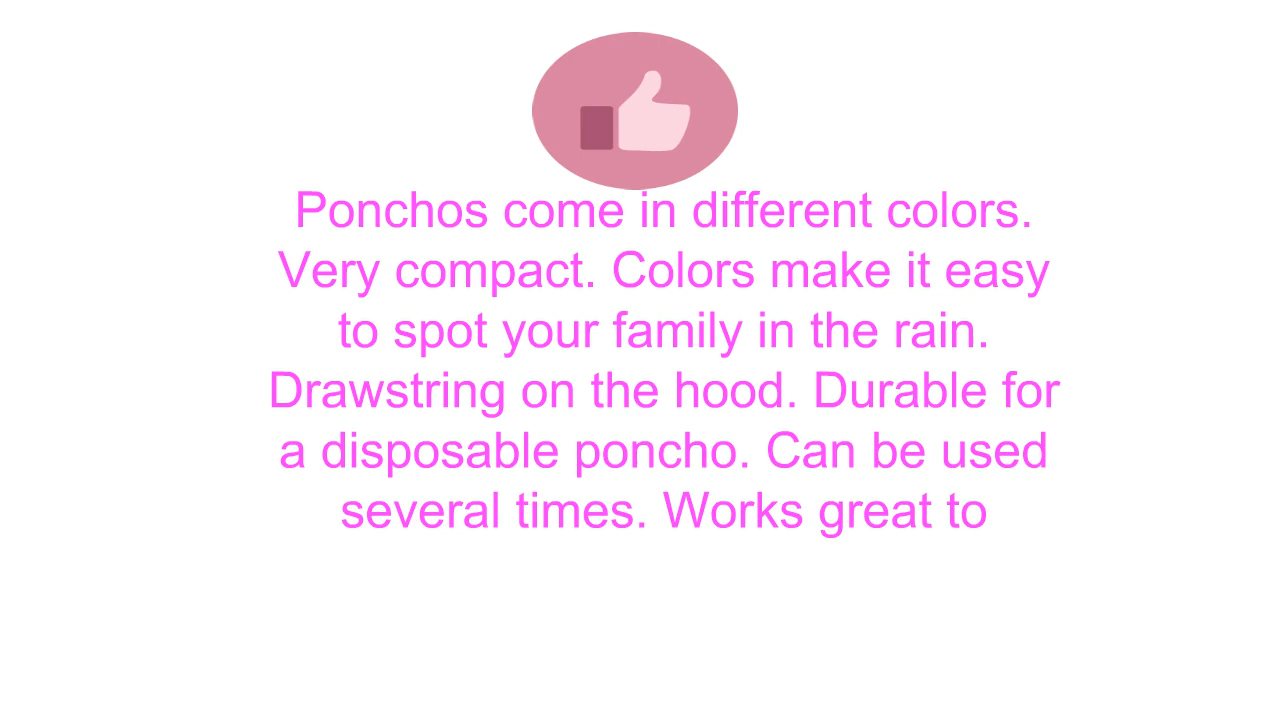 Ponchos come in different colors.
Very compact. Colors make it easy
to spot your family in the rain.
Drawstring on the hood. Durable for
a disposable poncho. Can be used
several times. Works great to